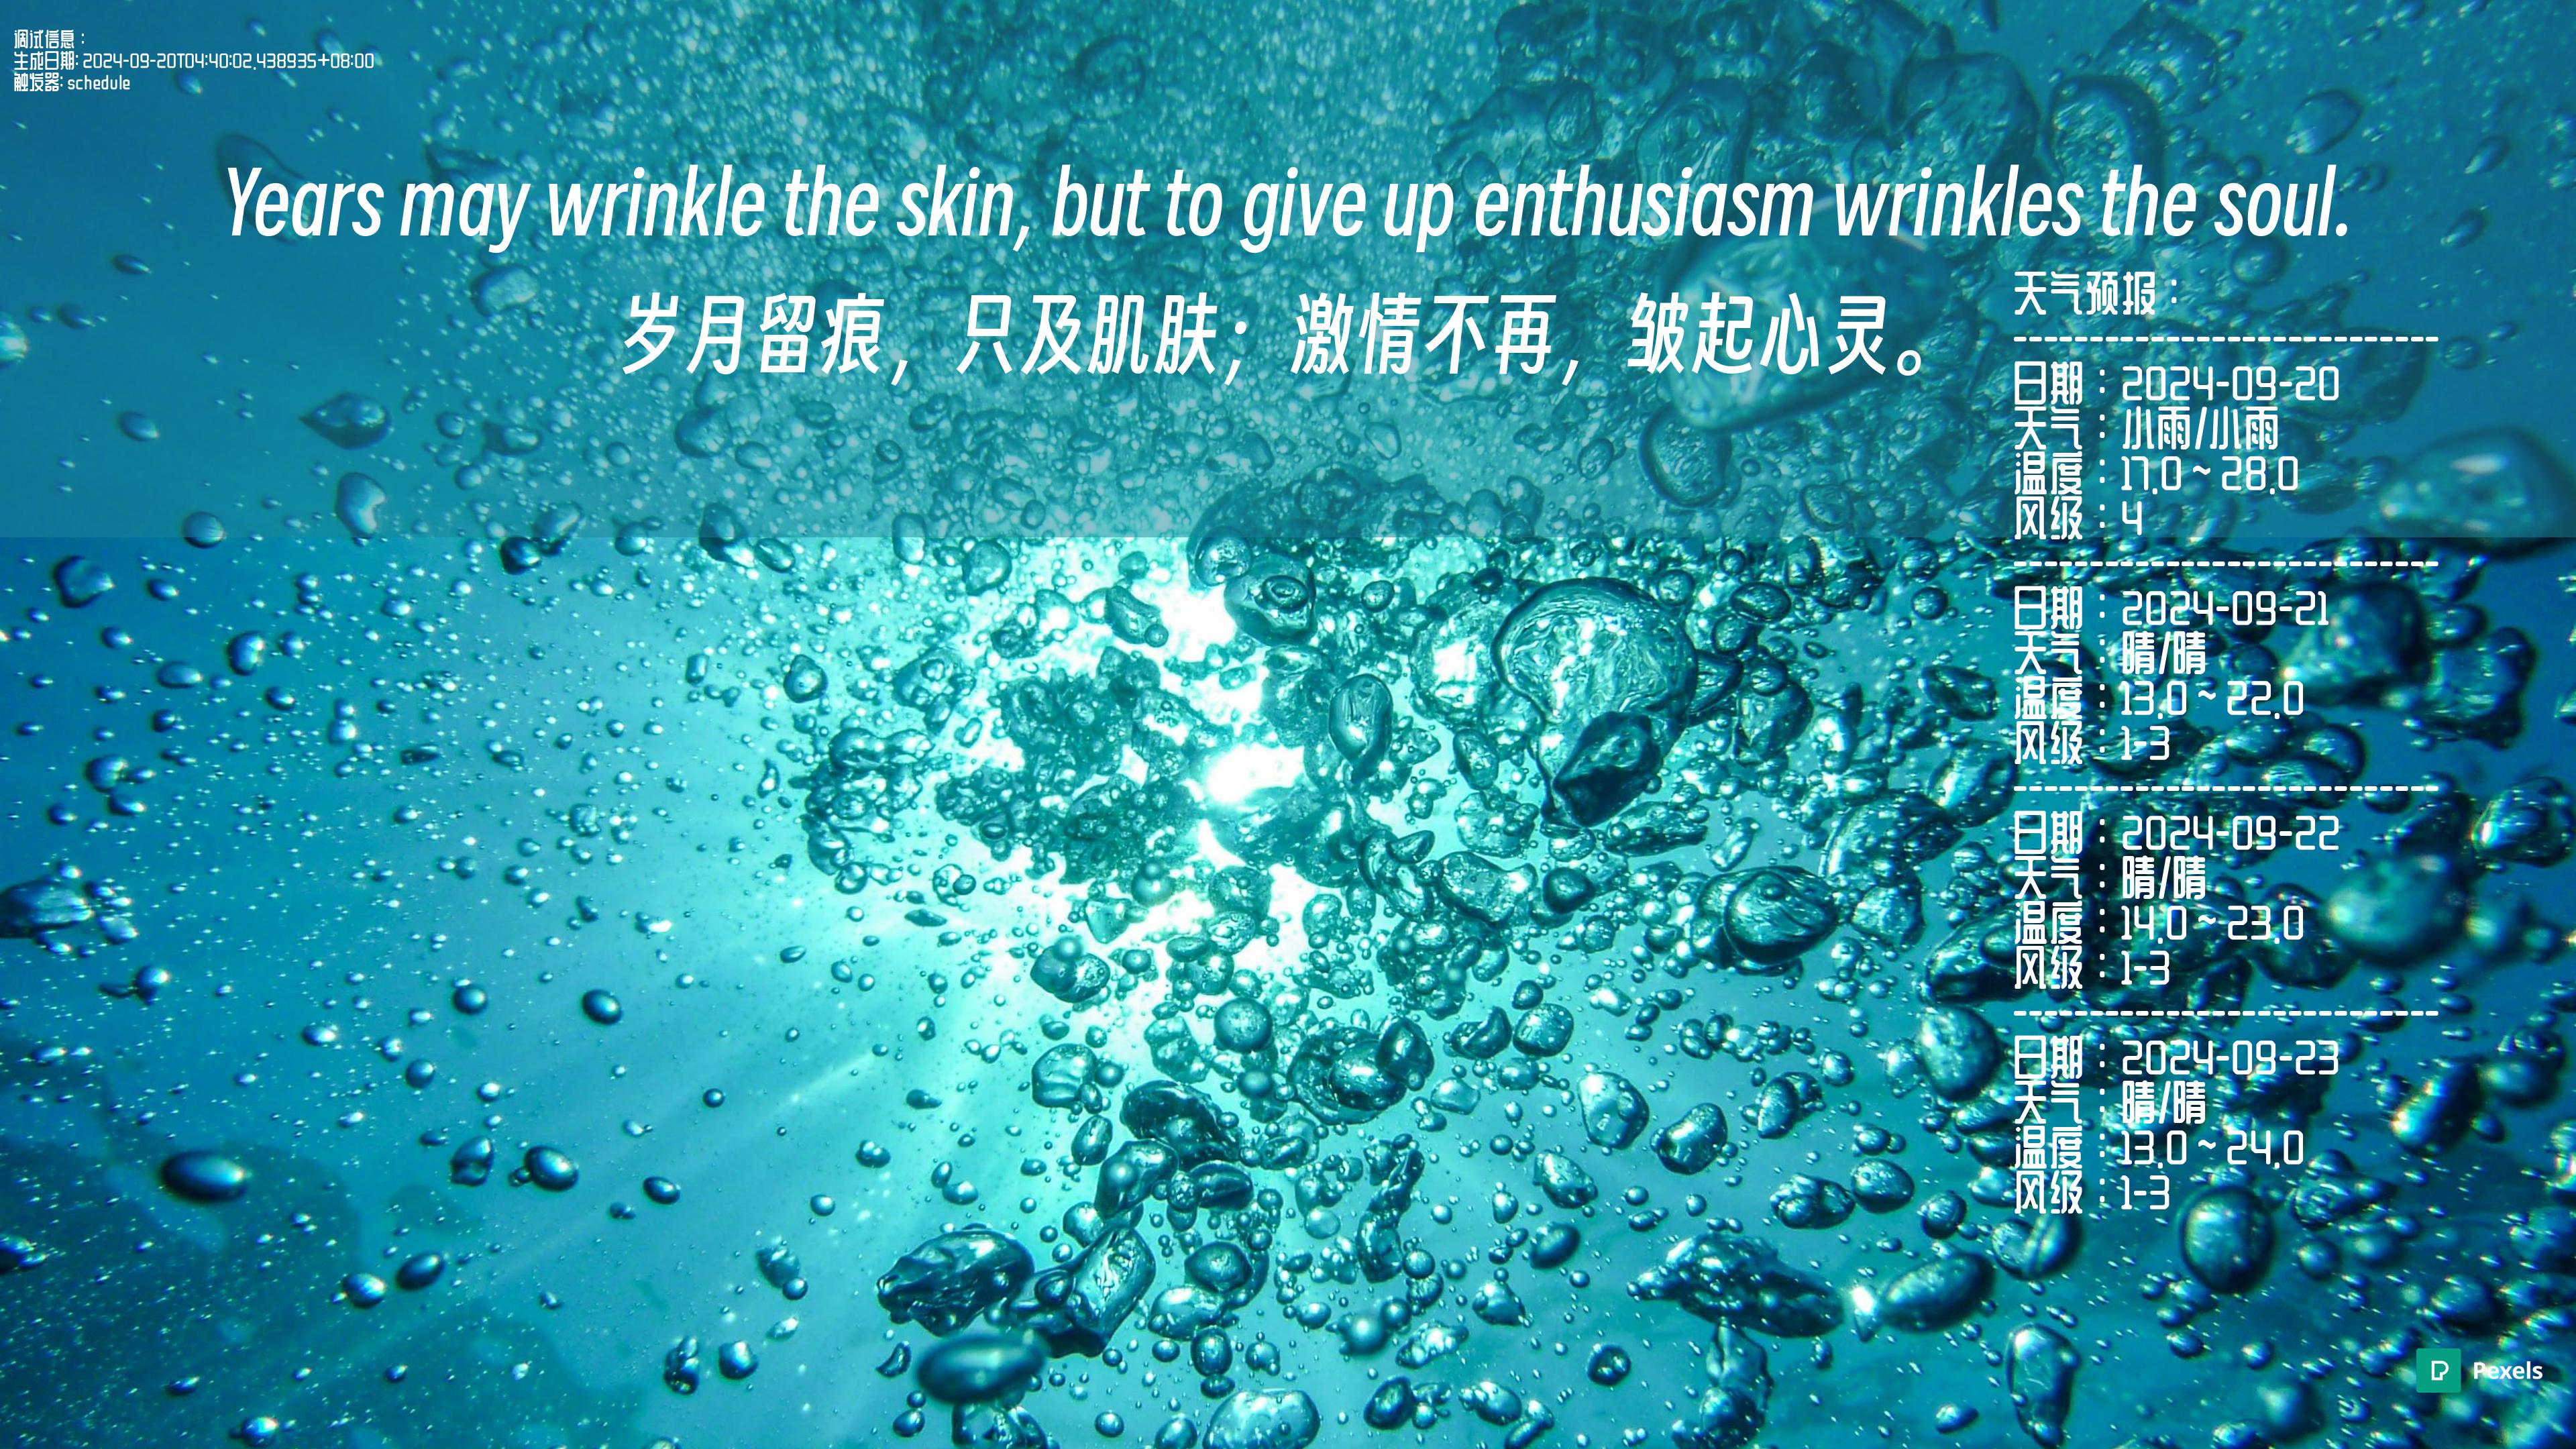 调试信息：
生成日期: 2024-09-20T04:40:02.438935+08:00
触发器: schedule
Years may wrinkle the skin, but to give up enthusiasm wrinkles the soul.
岁月留痕，只及肌肤；激情不再，皱起心灵。
天气预报：
------------------------------
日期：2024-09-20
天气：小雨/小雨
温度：17.0 ~ 28.0
风级：4
------------------------------
日期：2024-09-21
天气：晴/晴
温度：13.0 ~ 22.0
风级：1-3
------------------------------
日期：2024-09-22
天气：晴/晴
温度：14.0 ~ 23.0
风级：1-3
------------------------------
日期：2024-09-23
天气：晴/晴
温度：13.0 ~ 24.0
风级：1-3
Pexels